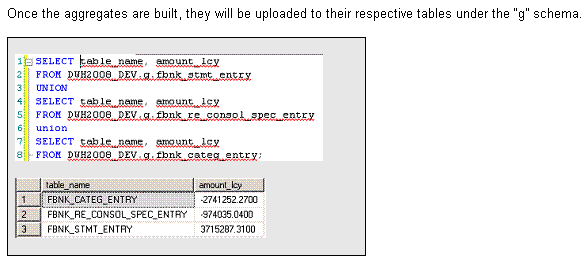 Once the aggregates are built, they will be uploaded to their respective tables under the "g" schema.
1 SELECT table_name, amount_lcy
2 FROM DWH2008_DEV.g.fbnk_stmt_entry
3 UNION
4 SELECT table_name, amount_lcy
5 FROM DWH2008_DEV.g.fbnk_re_consol_spec_entry
6 union
7 SELECT table_name, amount_lcy
8 FROM DWH2008_DEV.g.fbnk_categ_entry;
table_name amount_lcy
1 FBNK_CATEG_ENTRY -2741252.2700
2 FBNK_RE_CONSOL_SPEC_ENTRY -974035.0400
3 FBNK_STMT_ENTRY 3715287.3100